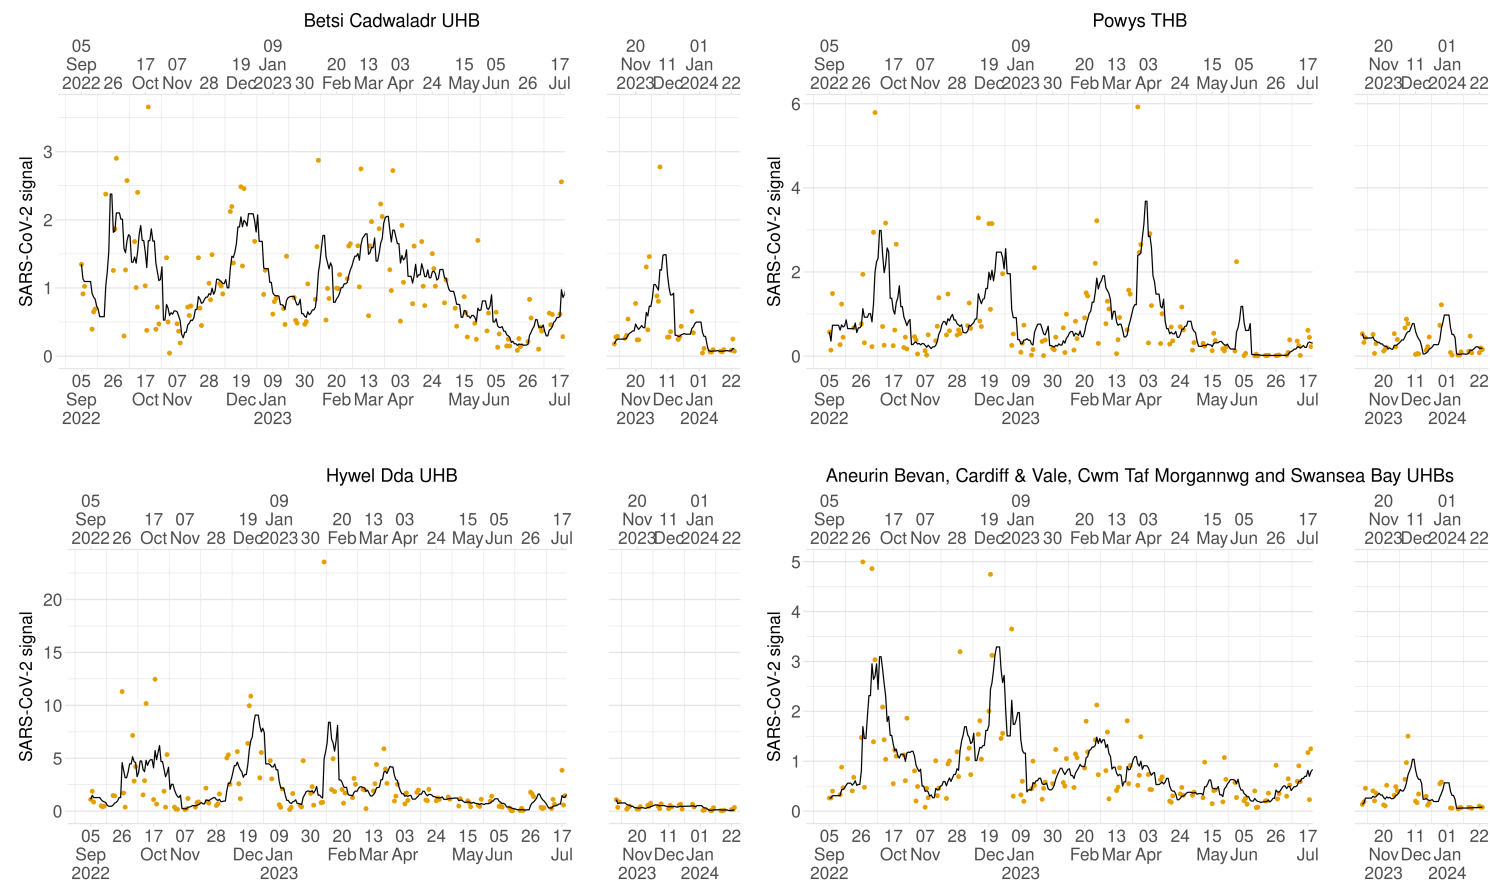 Betsi Cadwaladr UHB
05 09 20 01
Sep 17 07 19 Jan 20 13 03 15 05 17 Nov 11 Jan
2022 26 Oct Nov 28 Dec 2023 30 Feb Mar Apr 24 May Jun 26 Jul 2023 Dec 2024 22
SARS-CoV-2 signal
3
2
1
0
05 26 17 07 28 19 09 30 20 13 03 24 15 05 26 17 20 11 01 22
Sep Oct Nov Dec Jan Feb Mar Apr May Jun Jul Nov Dec Jan
2022 2023 2023 2024
Powys THB
05 09 20 01
Sep 17 07 19 Jan 20 13 03 15 05 17 Nov 11 Jan
2022 26 Oct Nov 28 Dec 2023 30 Feb Mar Apr 24 May Jun 26 Jul 2023 Dec 2024 22
SARS-CoV-2 signal
6
4
2
0
05 26 17 07 28 19 09 30 20 13 03 24 15 05 26 17 20 11 01 22
Sep Oct Nov Dec Jan Feb Mar Apr May Jun Jul Nov Dec Jan
2022 2023 2023 2024
Hywel Dda UHB
05 09 20 01
Sep 17 07 19 Jan 20 13 03 15 05 17 Nov 11 Jan
2022 26 Oct Nov 28 Dec 2023 30 Feb Mar Apr 24 May Jun 26 Jul 2023 Dec 2024 22
SARS-CoV-2 signal
20
15
10
5
0
05 26 17 07 28 19 09 30 20 13 03 24 15 05 26 17 20 11 01 22
Sep Oct Nov Dec Jan Feb Mar Apr May Jun Jul Nov Dec Jan
2022 2023 2023 2024
Aneurin Bevan, Cardiff & Vale, Cwm Taf Morgannwg and Swansea Bay UHBs
05 09 20 01
Sep 17 07 19 Jan 20 13 03 15 05 17 Nov 11 Jan
2022 26 Oct Nov 28 Dec 2023 30 Feb Mar Apr 24 May Jun 26 Jul 2023 Dec 2024 22
SARS-CoV-2 signal
5
4
3
2
1
0
05 26 17 07 28 19 09 30 20 13 03 24 15 05 26 17 20 11 01 22
Sep Oct Nov Dec Jan Feb Mar Apr May Jun Jul Nov Dec Jan
2022 2023 2023 2024